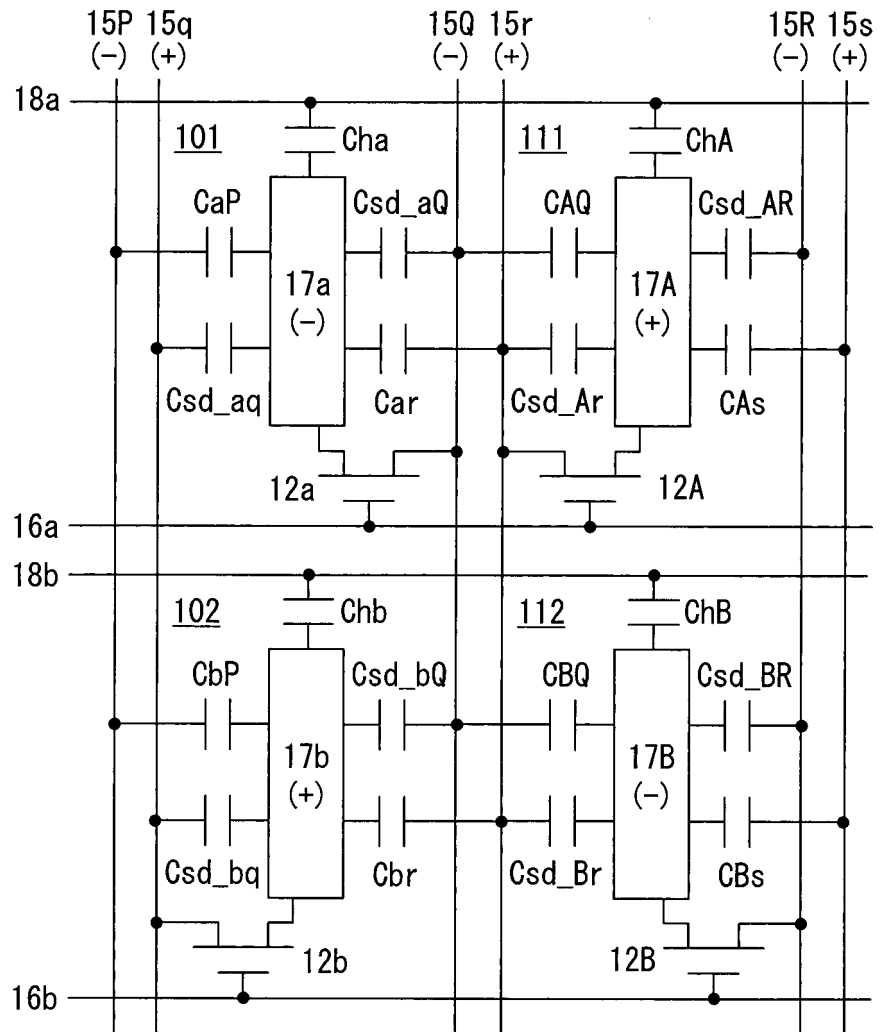 15P 15q 15Q 15r 15R 15s
(−) (+) (−) (+) (−) (+)
18a
101 Cha 111 ChA
CaP Csd_aQ CAQ Csd_AR
17a 17A
(−) (+)
Csd_aq Car Csd_Ar CAs
12a 12A
16a
18b
102 Chb 112 ChB
CbP Csd_bQ CBQ Csd_BR
17b 17B
(+) (−)
Csd_bq Cbr Csd_Br CBs
12b 12B
16b